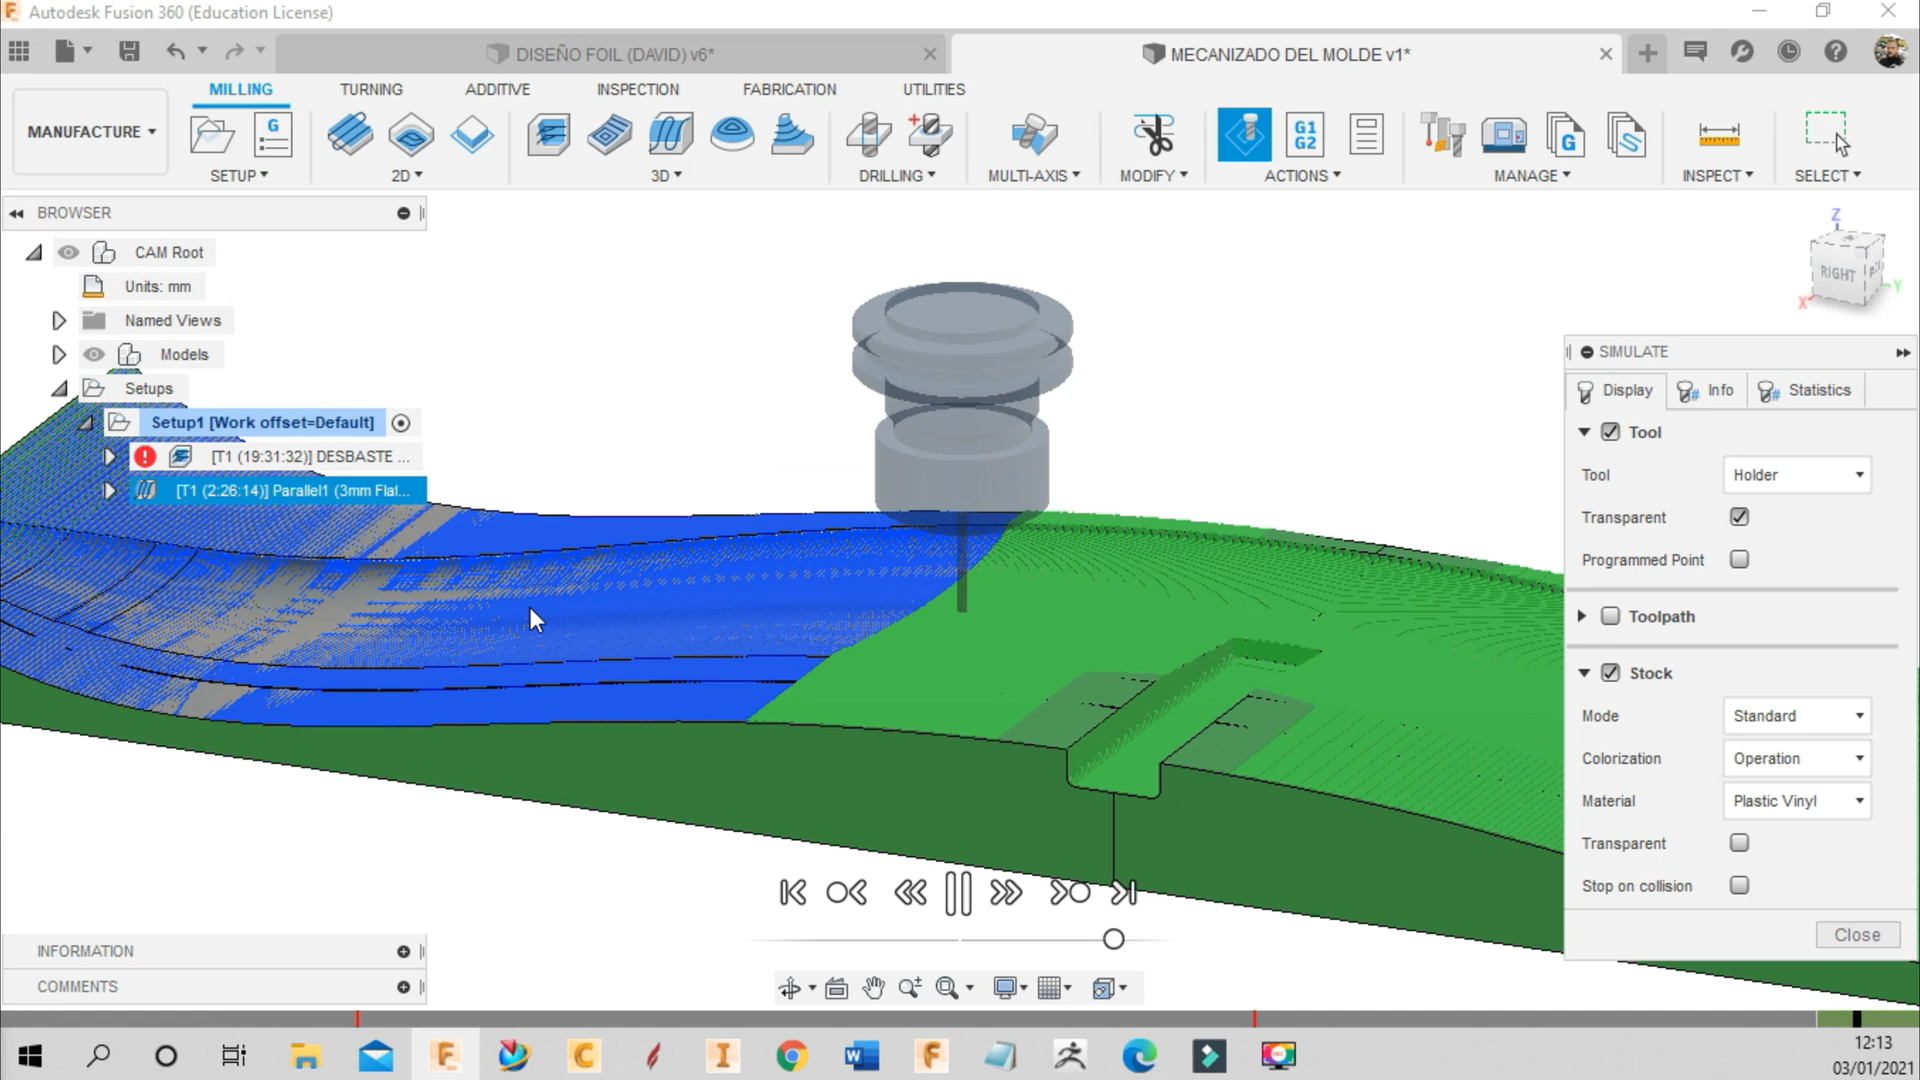 Autodesk Fusion 360 (Education License)
DISEÑO FOIL (DAVID) v6*
MECANIZADO DEL MOLDE v1*
MILLING
TURNING
ADDITIVE
INSPECTION
FABRICATION
UTILITIES
MANUFACTURE
G
G1
G2
G
SETUP
2D
3D
DRILLING
MULTI-AXIS
MODIFY
ACTIONS
MANAGE
INSPECT
SELECT
BROWSER
CAM Root
Units: mm
Named Views
Models
Setups
Setup1 [Work offset=Default]
[T1 (19:31:32)] DESBASTE ...
[T1 (2:26:14)] Parallel1 (3mm Flat...
Z
RIGHT
X
Y
SIMULATE
Display
Info
Statistics
Tool
Tool
Holder
Transparent
Programmed Point
Toolpath
Stock
Mode
Standard
Colorization
Operation
Material
Plastic Vinyl
Transparent
Stop on collision
Close
INFORMATION
COMMENTS
12:13
03/01/2021